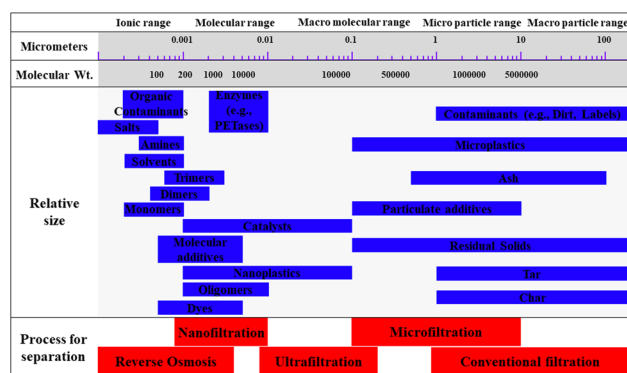 Ionic range Molecular range Macro molecular range Micro particle range Macro particle range
Micrometers 0.001 0.01 0.1 1 10 100
Molecular Wt. 100 200 1000 10000 100000 500000 1000000 5000000
Relative size
Organic Contaminants
Enzymes (e.g., PETases)
Contaminants (e.g., Dirt, Labels)
Salts
Amines
Microplastics
Solvents
Trimers
Ash
Dimers
Monomers
Particulate additives
Catalysts
Molecular additives
Residual Solids
Nanoplastics
Tar
Oligomers
Char
Dyes
Process for separation
Nanofiltration
Microfiltration
Reverse Osmosis
Ultrafiltration
Conventional filtration